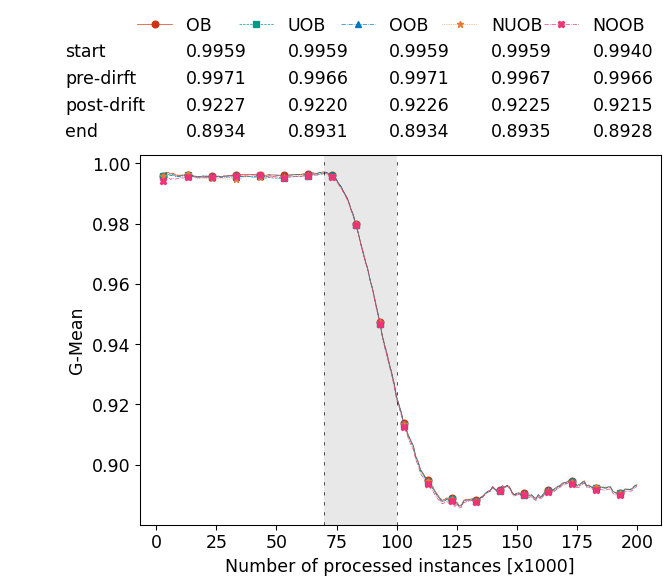 OB UOB OOB NUOB NOOB
start 0.9959 0.9959 0.9959 0.9959 0.9940
pre-dirft 0.9971 0.9966 0.9971 0.9967 0.9966
post-drift 0.9227 0.9220 0.9226 0.9225 0.9215
end 0.8934 0.8931 0.8934 0.8935 0.8928
1.00
0.98
0.96
0.94
0.92
0.90
G-Mean
0 25 50 75 100 125 150 175 200
Number of processed instances [x1000]